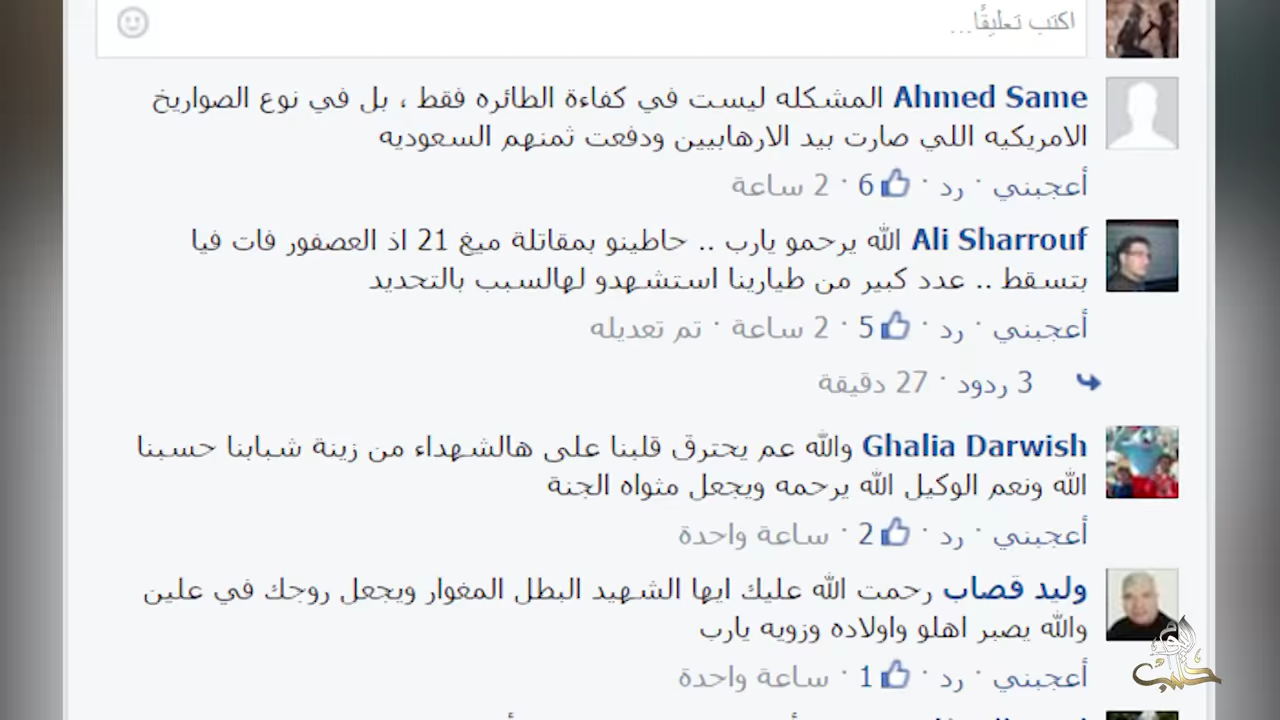 اكتب تعليقًا...
Ahmed Same المشكله ليست في كفاءة الطائره فقط ، بل في نوع الصواريخ
الامريكيه اللي صارت بيد الارهابيين ودفعت ثمنهم السعوديه
أعجبني · رد · 6 · 2 ساعة
Ali Sharrouf الله يرحمو يارب .. حاطينو بمقاتلة ميغ 21 اذ العصفور فات فيا
بتسقط .. عدد كبير من طيارينا استشهدو لهالسبب بالتحديد
أعجبني · رد · 5 · 2 ساعة · تم تعديله
3 ردود · 27 دقيقة
Ghalia Darwish والله عم يحترق قلبنا على هالشهداء من زينة شبابنا حسبنا
الله ونعم الوكيل الله يرحمه ويجعل مثواه الجنة
أعجبني · رد · 2 · ساعة واحدة
وليد قصاب رحمت الله عليك ايها الشهيد البطل المغوار ويجعل روجك في علين
والله يصبر اهلو واولاده وزويه يارب
أعجبني · رد · 1 · ساعة واحدة
حلب اليوم